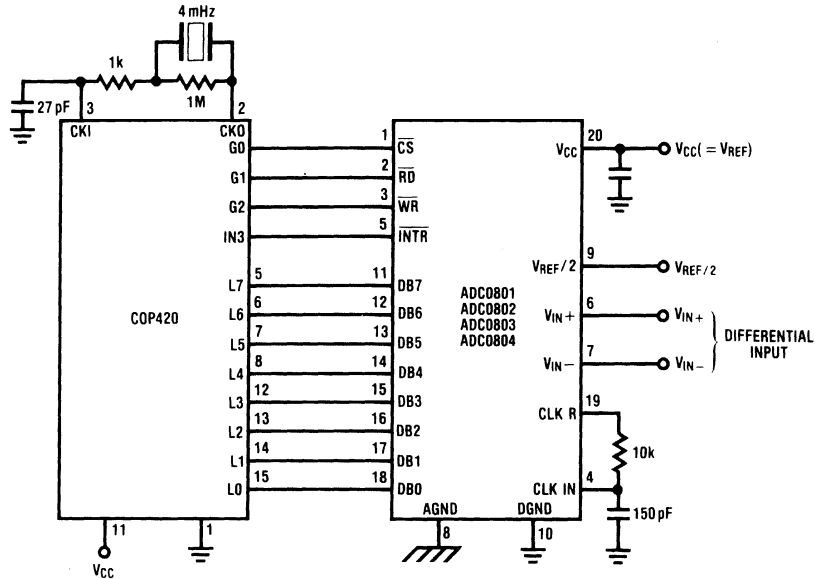 4 mHz
1k
1M
27 pF
3
2
CKI
CKO
G0
1
CS
20
VCC
VCC(= VREF)
G1
2
RD
G2
3
WR
IN3
5
INTR
9
VREF/2
VREF/2
L7
5
11
DB7
L6
6
12
DB6
L5
7
13
DB5
L4
8
14
DB4
L3
12
15
DB3
L2
13
16
DB2
L1
14
17
DB1
L0
15
18
DB0
COP420
ADC0801
ADC0802
ADC0803
ADC0804
6
VIN+
VIN+
7
VIN−
VIN−
DIFFERENTIAL
INPUT
19
CLK R
10k
4
CLK IN
150 pF
AGND
DGND
11
1
8
10
VCC